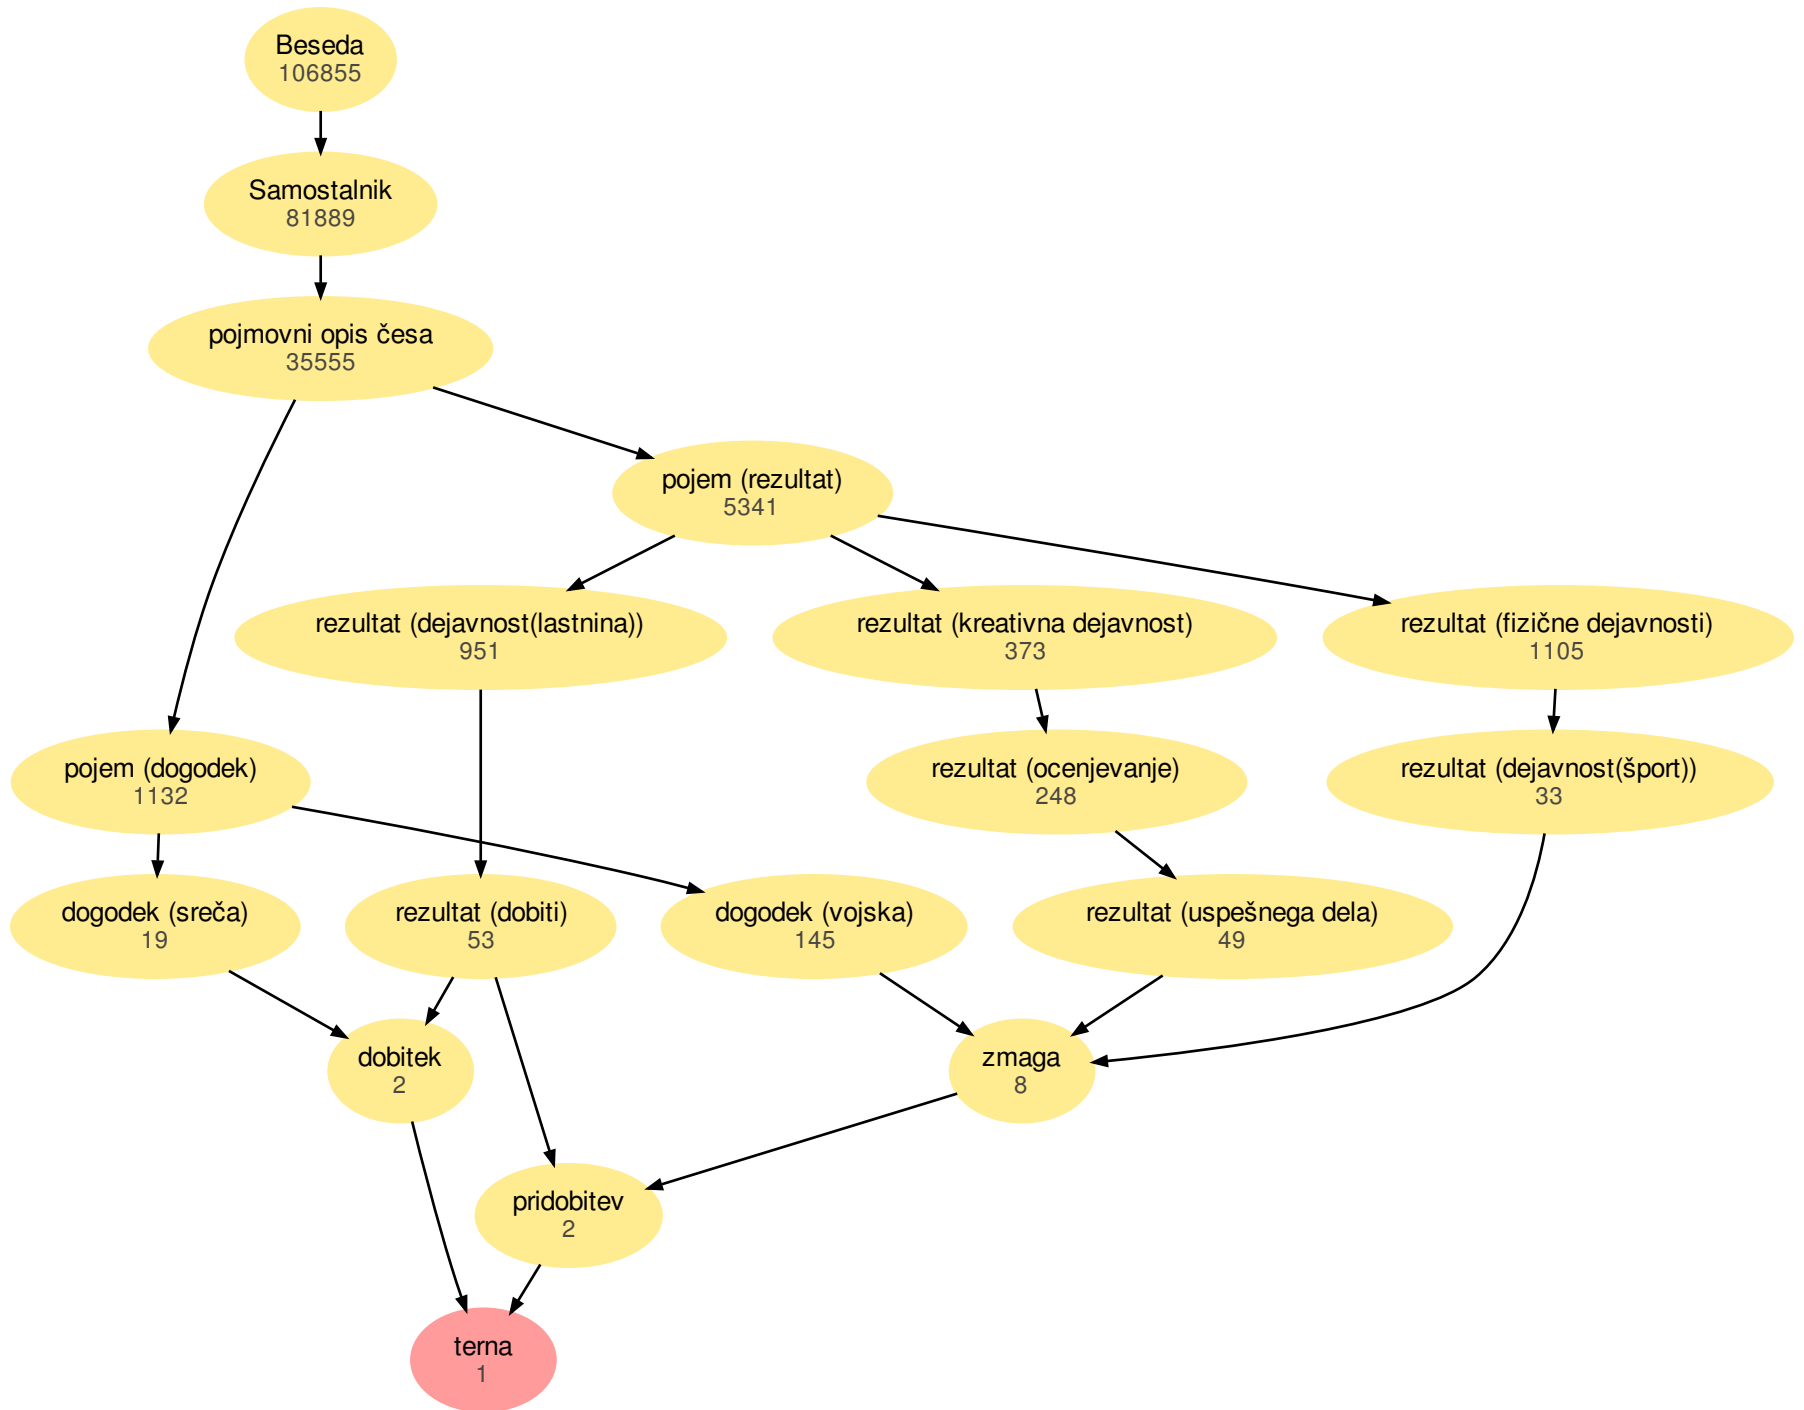 Beseda
106855
Samostalnik
81889
pojmovni opis česa
35555
pojem (rezultat)
5341
rezultat (dejavnost(lastnina))
951
rezultat (kreativna dejavnost)
373
rezultat (fizične dejavnosti)
1105
pojem (dogodek)
1132
rezultat (ocenjevanje)
248
rezultat (dejavnost(šport))
33
dogodek (sreča)
19
rezultat (dobiti)
53
dogodek (vojska)
145
rezultat (uspešnega dela)
49
dobitek
2
zmaga
8
pridobitev
2
terna
1